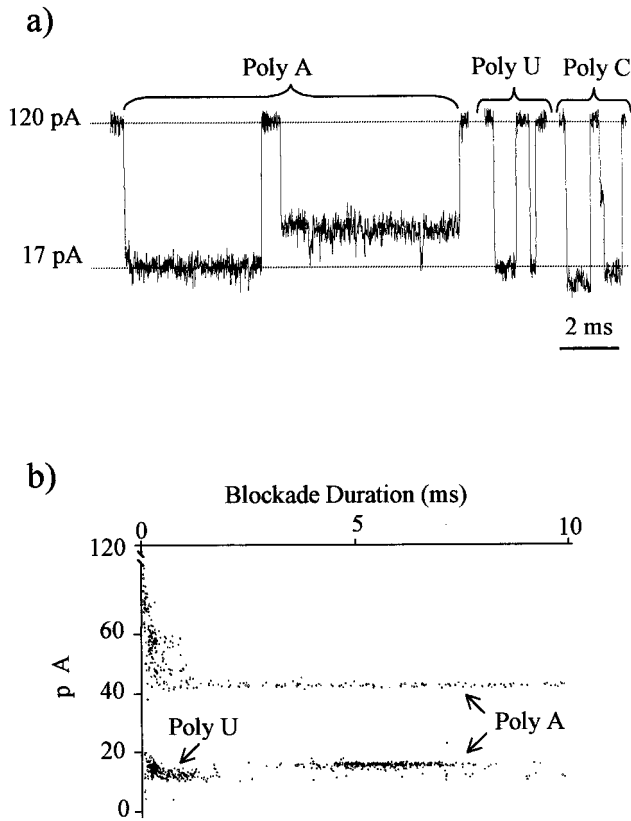 a)
Poly A
Poly U Poly C
120 pA
17 pA
2 ms
b)
Blockade Duration (ms)
0 5 10
120
60
40
20
0
p A
Poly A
Poly U